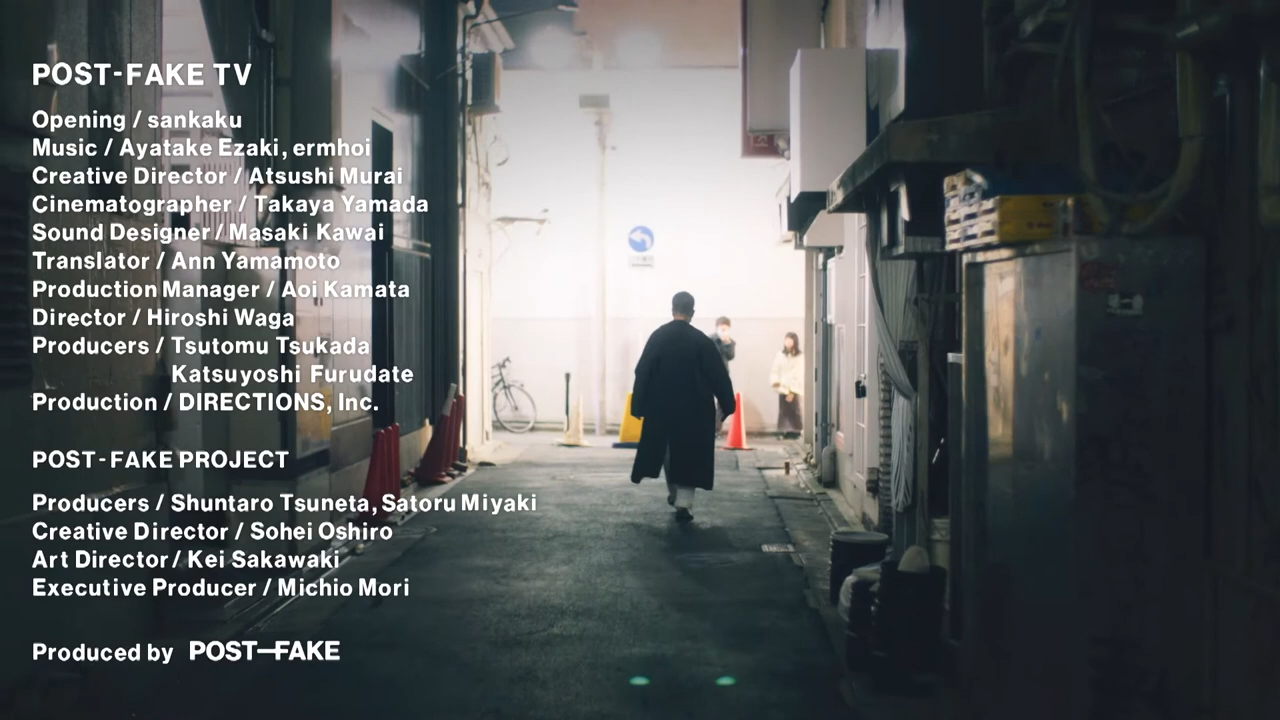 POST-FAKE TV
Opening / sankaku
Music / Ayatake Ezaki, ermhoi
Creative Director / Atsushi Murai
Cinematographer / Takaya Yamada
Sound Designer / Masaki Kawai
Translator / Ann Yamamoto
Production Manager / Aoi Kamata
Director / Hiroshi Waga
Producers / Tsutomu Tsukada
Katsuyoshi Furudate
Production / DIRECTIONS, Inc.
POST-FAKE PROJECT
Producers / Shuntaro Tsuneta, Satoru Miyaki
Creative Director / Sohei Oshiro
Art Director / Kei Sakawaki
Executive Producer / Michio Mori
Produced by POST—FAKE